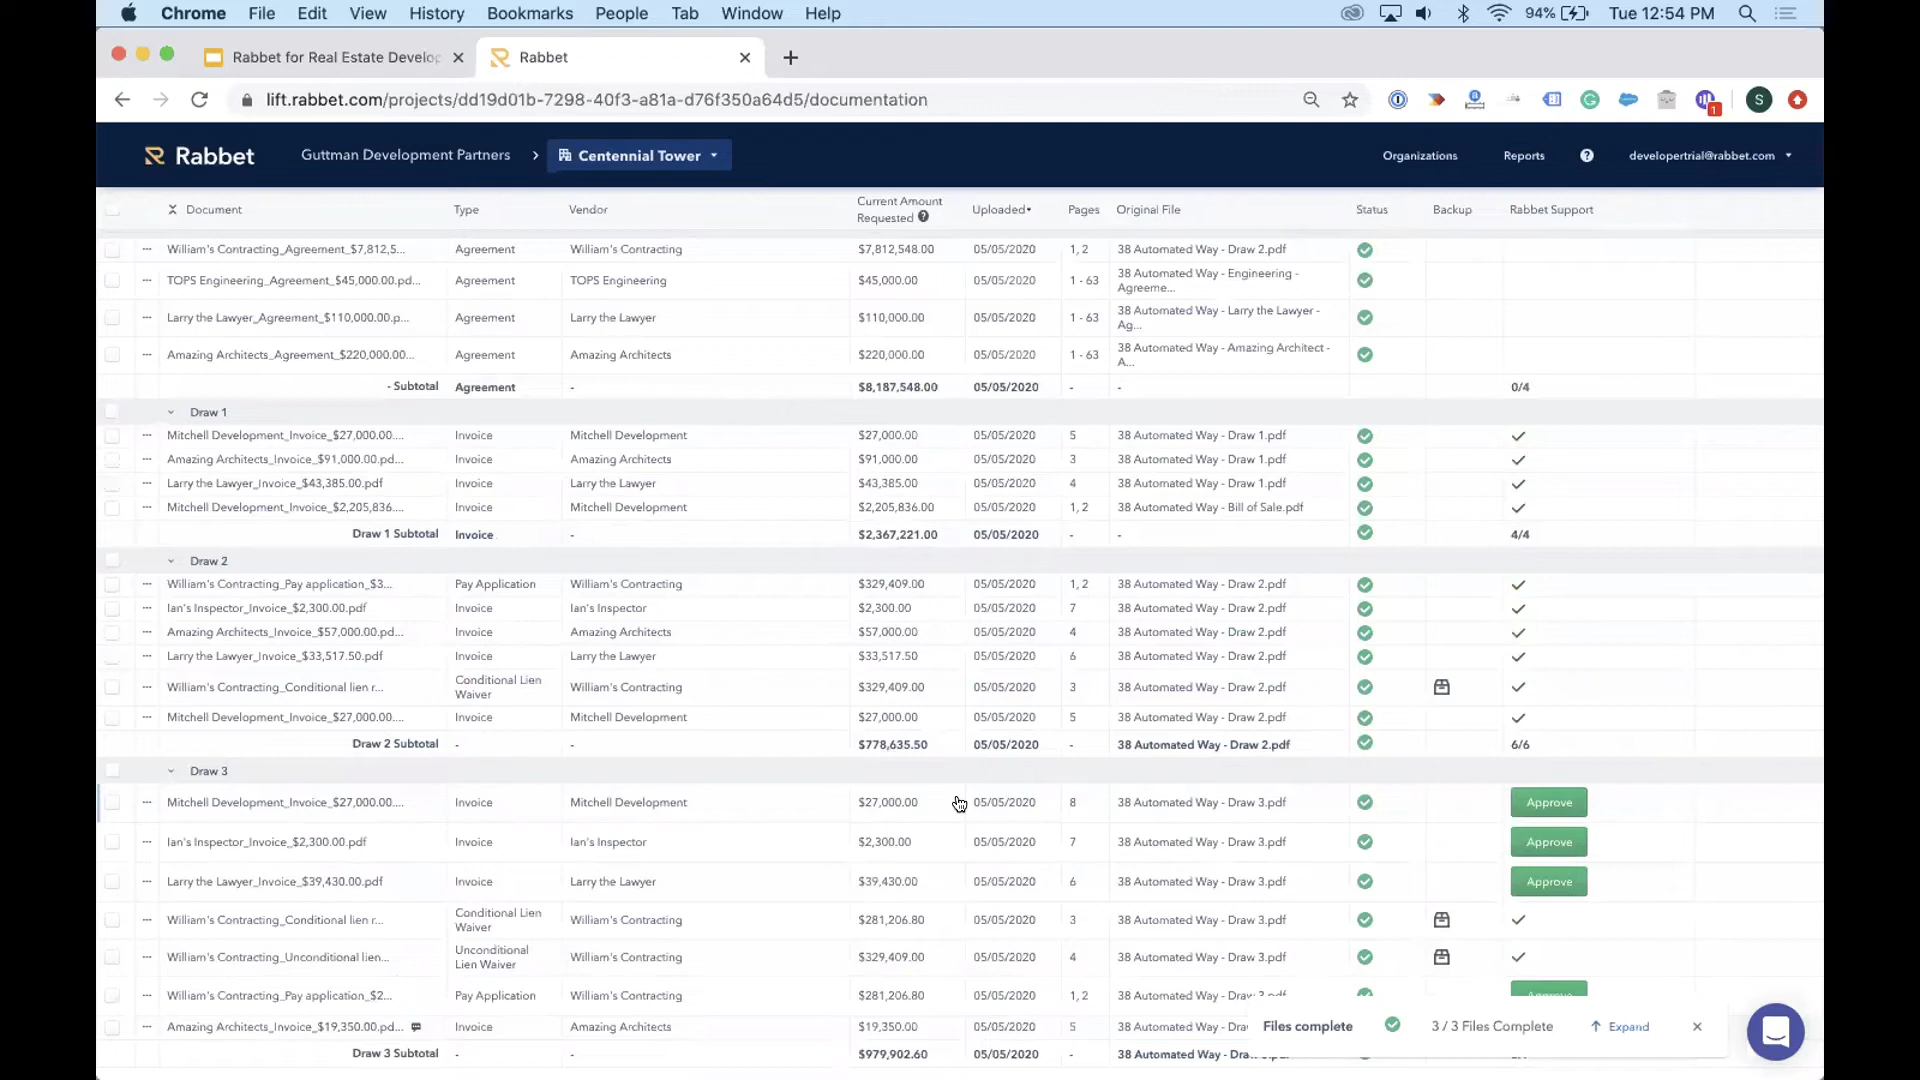 Chrome File Edit View History Bookmarks People Tab Window Help 94% Tue 12:54 PM
Rabbet for Real Estate Develop Rabbet
lift.rabbet.com/projects/dd19d01b-7298-40f3-a81a-d76f350a64d5/documentation S 1
Rabbet Guttman Development Partners > Centennial Tower Organizations Reports ? developertrial@rabbet.com
Document Type Vendor Current Amount Requested Uploaded Pages Original File Status Backup Rabbet Support
William's Contracting_Agreement_$7,812,5... Agreement William's Contracting $7,812,548.00 05/05/2020 1, 2 38 Automated Way - Draw 2.pdf
TOPS Engineering_Agreement_$45,000.00.pd... Agreement TOPS Engineering $45,000.00 05/05/2020 1 - 63 38 Automated Way - Engineering - Agreeme...
Larry the Lawyer_Agreement_$110,000.00.p... Agreement Larry the Lawyer $110,000.00 05/05/2020 1 - 63 38 Automated Way - Larry the Lawyer - Ag...
Amazing Architects_Agreement_$220,000.00... Agreement Amazing Architects $220,000.00 05/05/2020 1 - 63 38 Automated Way - Amazing Architect - A...
- Subtotal Agreement - $8,187,548.00 05/05/2020 - - 0/4
Draw 1
Mitchell Development_Invoice_$27,000.00.... Invoice Mitchell Development $27,000.00 05/05/2020 5 38 Automated Way - Draw 1.pdf
Amazing Architects_Invoice_$91,000.00.pd... Invoice Amazing Architects $91,000.00 05/05/2020 3 38 Automated Way - Draw 1.pdf
Larry the Lawyer_Invoice_$43,385.00.pdf Invoice Larry the Lawyer $43,385.00 05/05/2020 4 38 Automated Way - Draw 1.pdf
Mitchell Development_Invoice_$2,205,836.... Invoice Mitchell Development $2,205,836.00 05/05/2020 1, 2 38 Automated Way - Bill of Sale.pdf
Draw 1 Subtotal Invoice - $2,367,221.00 05/05/2020 - - 4/4
Draw 2
William's Contracting_Pay application_$3... Pay Application William's Contracting $329,409.00 05/05/2020 1, 2 38 Automated Way - Draw 2.pdf
Ian's Inspector_Invoice_$2,300.00.pdf Invoice Ian's Inspector $2,300.00 05/05/2020 7 38 Automated Way - Draw 2.pdf
Amazing Architects_Invoice_$57,000.00.pd... Invoice Amazing Architects $57,000.00 05/05/2020 4 38 Automated Way - Draw 2.pdf
Larry the Lawyer_Invoice_$33,517.50.pdf Invoice Larry the Lawyer $33,517.50 05/05/2020 6 38 Automated Way - Draw 2.pdf
William's Contracting_Conditional lien r... Conditional Lien Waiver William's Contracting $329,409.00 05/05/2020 3 38 Automated Way - Draw 2.pdf
Mitchell Development_Invoice_$27,000.00.... Invoice Mitchell Development $27,000.00 05/05/2020 5 38 Automated Way - Draw 2.pdf
Draw 2 Subtotal - - $778,635.50 05/05/2020 - 38 Automated Way - Draw 2.pdf 6/6
Draw 3
Mitchell Development_Invoice_$27,000.00.... Invoice Mitchell Development $27,000.00 05/05/2020 8 38 Automated Way - Draw 3.pdf Approve
Ian's Inspector_Invoice_$2,300.00.pdf Invoice Ian's Inspector $2,300.00 05/05/2020 7 38 Automated Way - Draw 3.pdf Approve
Larry the Lawyer_Invoice_$39,430.00.pdf Invoice Larry the Lawyer $39,430.00 05/05/2020 6 38 Automated Way - Draw 3.pdf Approve
William's Contracting_Conditional lien r... Conditional Lien Waiver William's Contracting $281,206.80 05/05/2020 3 38 Automated Way - Draw 3.pdf
William's Contracting_Unconditional lien... Unconditional Lien Waiver William's Contracting $329,409.00 05/05/2020 4 38 Automated Way - Draw 3.pdf
William's Contracting_Pay application_$2... Pay Application William's Contracting $281,206.80 05/05/2020 1, 2 38 Automated Way - Draw 3.pdf Approve
Amazing Architects_Invoice_$19,350.00.pd... Invoice Amazing Architects $19,350.00 05/05/2020 5 38 Automated Way - Draw
Files complete 3 / 3 Files Complete Expand
Draw 3 Subtotal - - $979,902.60 05/05/2020 - 38 Automated Way - Draw